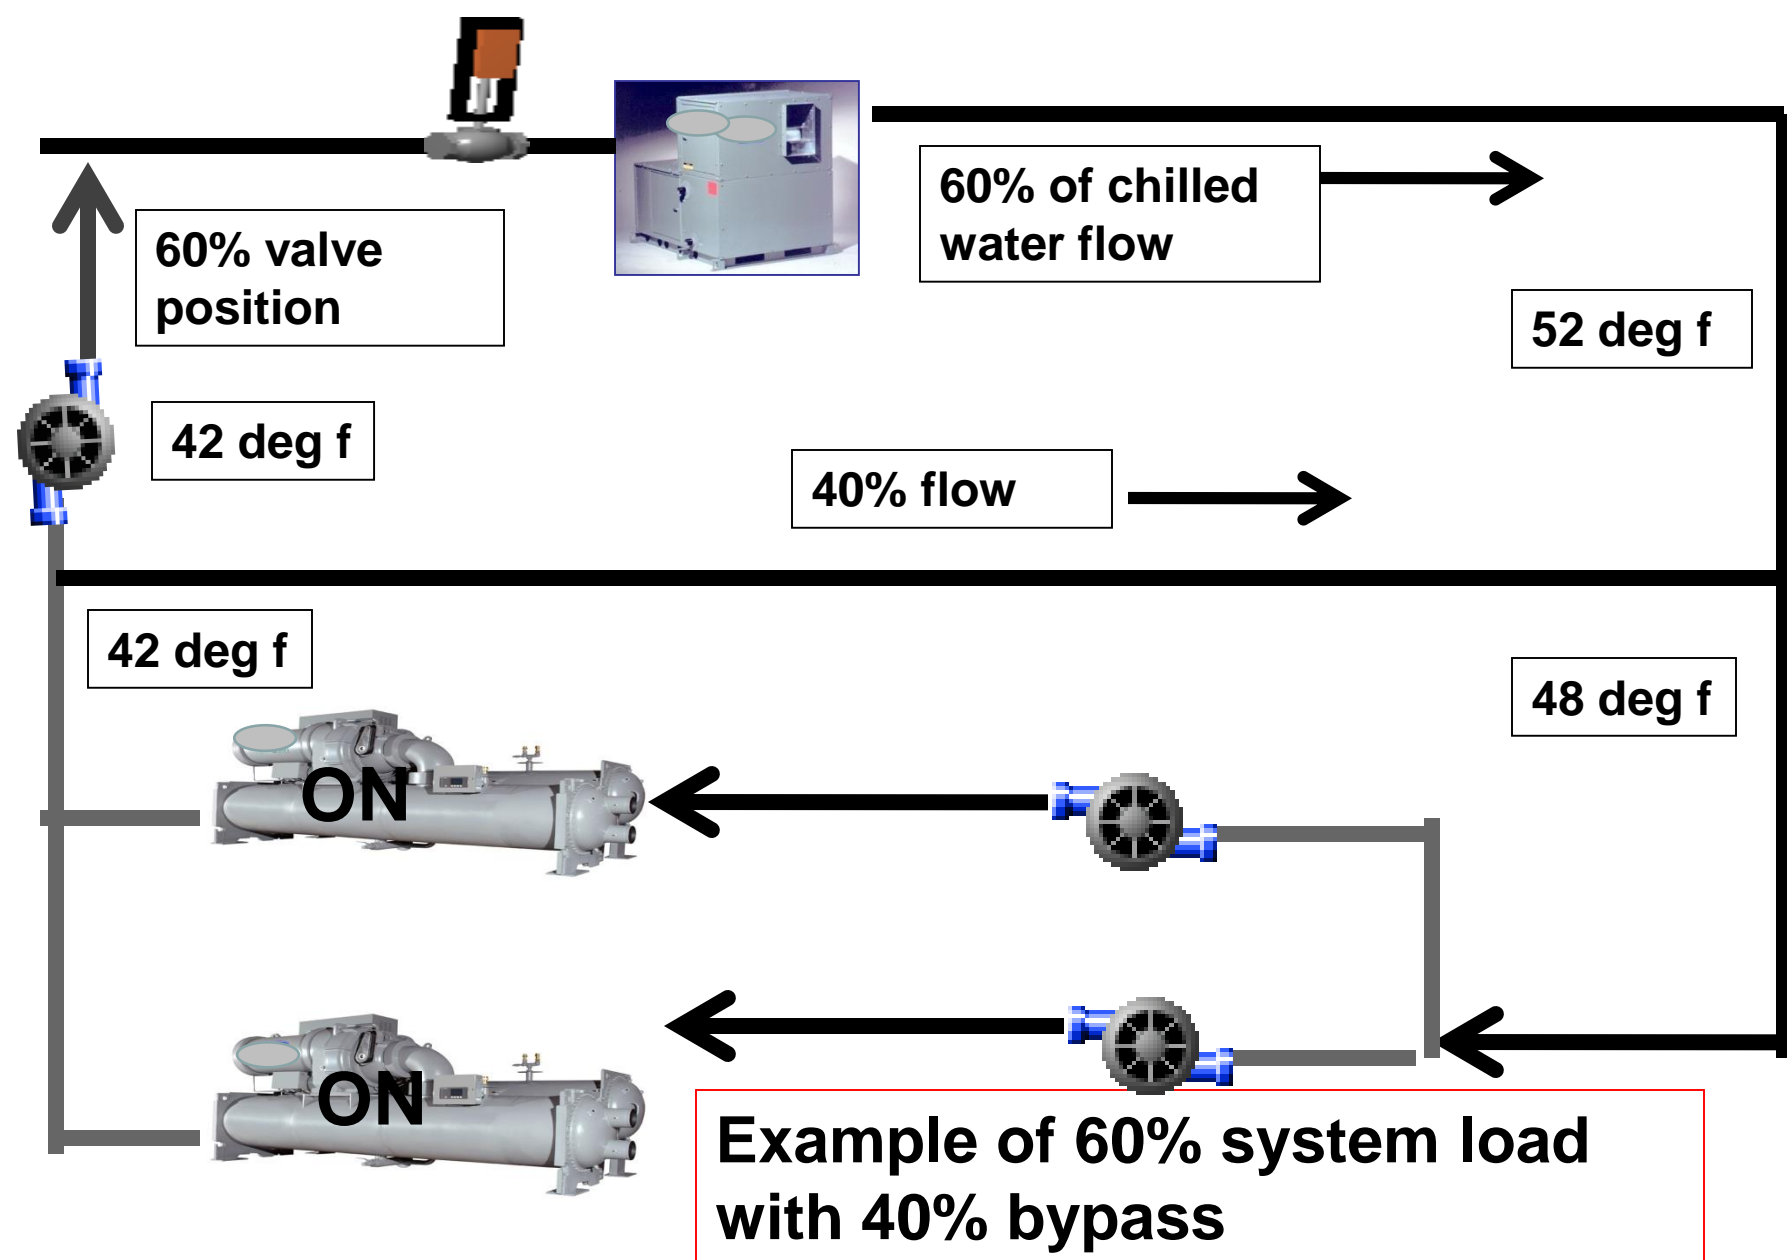 60% of chilled
water flow
60% valve
position
52 deg f
42 deg f
40% flow
42 deg f
48 deg f
ON
ON
Example of 60% system load
with 40% bypass